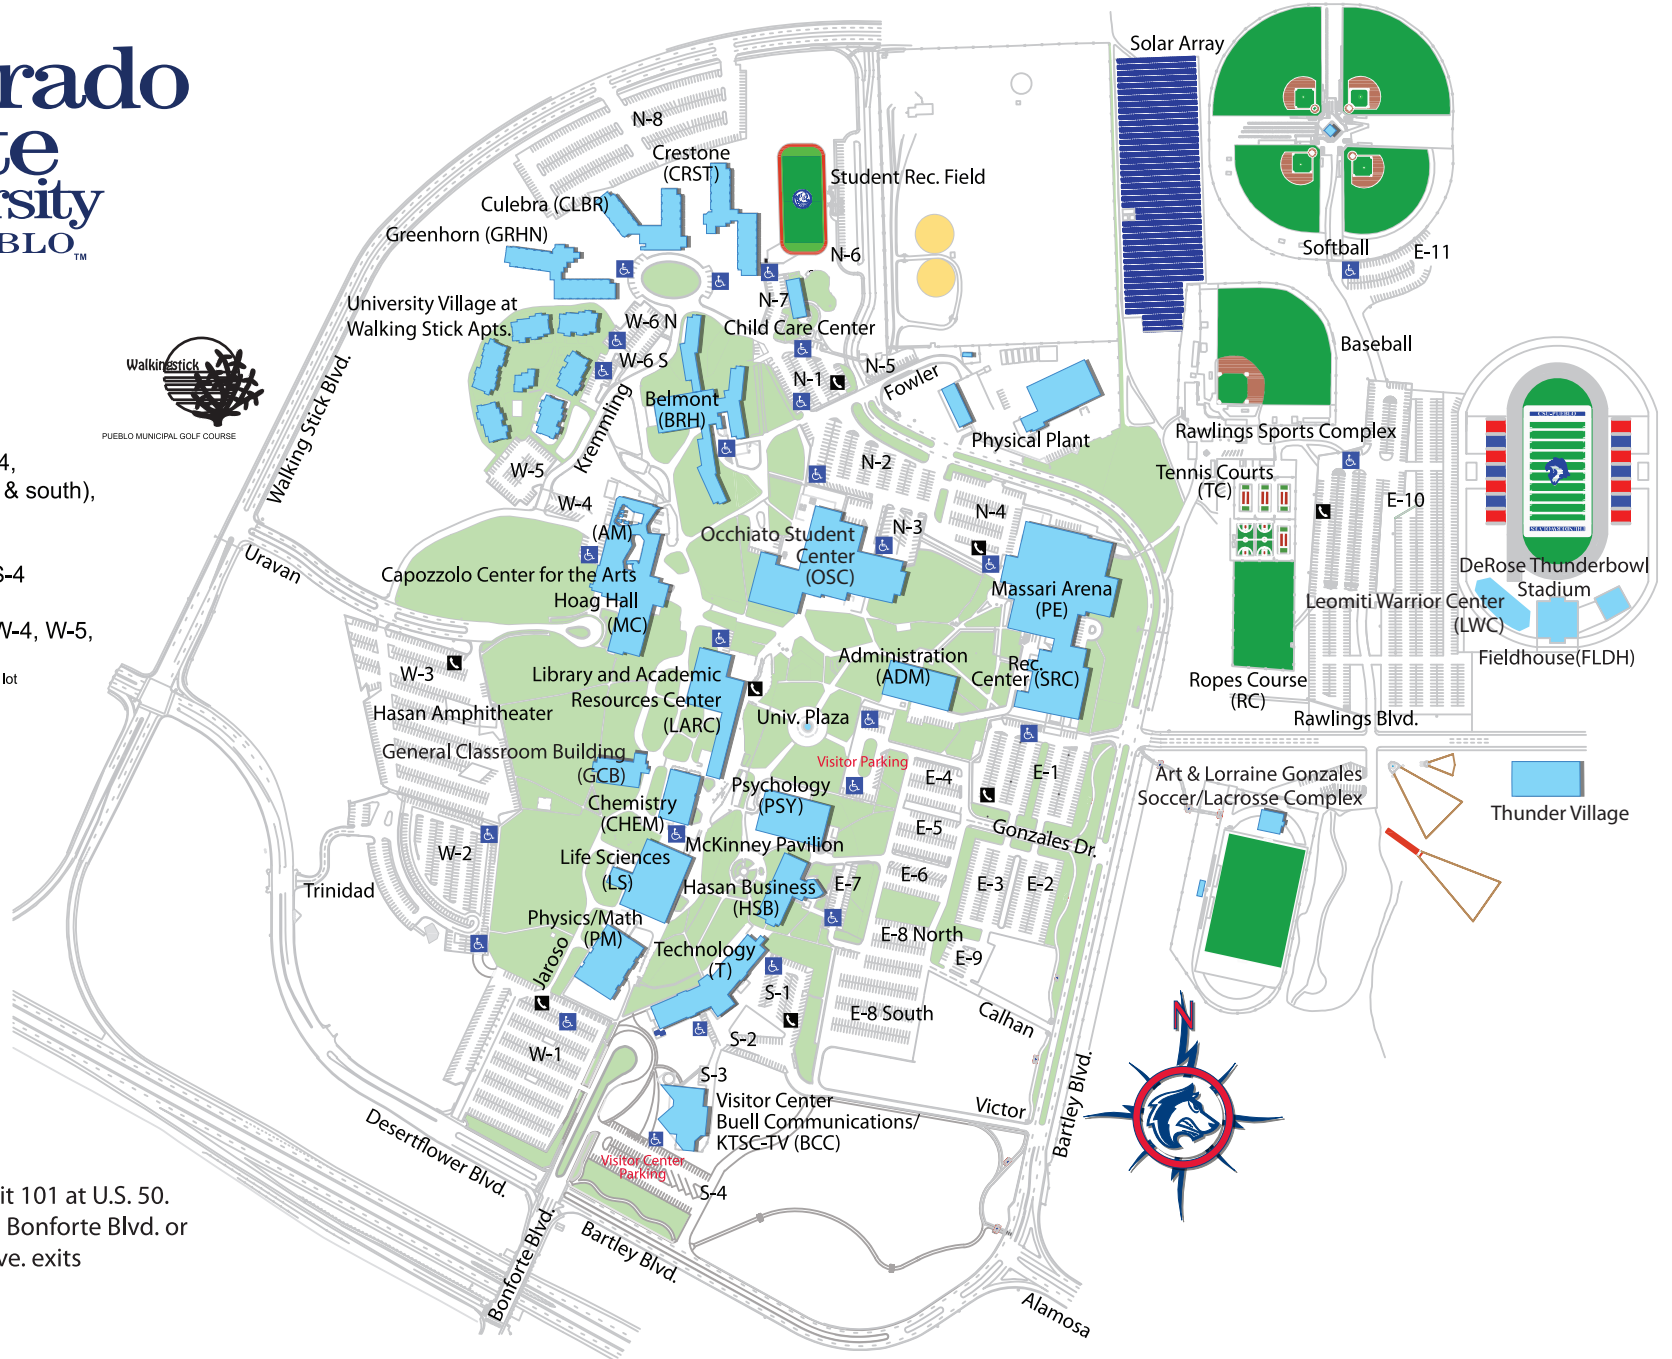 rado
te
rsity
BLO™
Walkingstick
PUEBLO MUNICIPAL GOLF COURSE
4,
& south),
S-4
W-4, W-5,
lot
it 101 at U.S. 50.
Bonforte Blvd. or
ve. exits
Solar Array
N-8
Crestone
(CRST)
Student Rec. Field
Culebra (CLBR)
Greenhorn (GRHN)
N-6
Softball
E-11
N-7
University Village at
Walking Stick Apts.
W-6 N
Child Care Center
W-6 S
Baseball
N-1
N-5
Fowler
Walking Stick Blvd.
Kremmling
Belmont
(BRH)
Physical Plant
Rawlings Sports Complex
N-2
W-5
Tennis Courts
(TC)
CSU-PUEBLO
W-4
(AM)
N-3
N-4
E-10
Occhiato Student
Center
(OSC)
Uravan
Capozzolo Center for the Arts
Hoag Hall
(MC)
Massari Arena
(PE)
DeRose Thunderbowl
Stadium
Leomiti Warrior Center
(LWC)
Fieldhouse(FLDH)
Administration
(ADM)
Rec.
Center (SRC)
W-3
Library and Academic
Resources Center
(LARC)
Ropes Course
(RC)
Hasan Amphitheater
Univ. Plaza
Rawlings Blvd.
General Classroom Building
(GCB)
Visitor Parking
E-4
E-1
Art & Lorraine Gonzales
Soccer/Lacrosse Complex
Psychology
(PSY)
Chemistry
(CHEM)
Thunder Village
E-5
Gonzales Dr.
McKinney Pavilion
W-2
Life Sciences
(LS)
Hasan Business
(HSB)
E-7
E-6
E-3
E-2
Trinidad
Physics/Math
(PM)
E-8 North
Technology
(T)
E-9
Jaroso
S-1
E-8 South
Calhan
N
W-1
S-2
S-3
Bartley Blvd.
Visitor Center
Buell Communications/
KTSC-TV (BCC)
Victor
Desertflower Blvd.
Visitor Center
Parking
S-4
Bonforte Blvd.
Bartley Blvd.
Alamosa